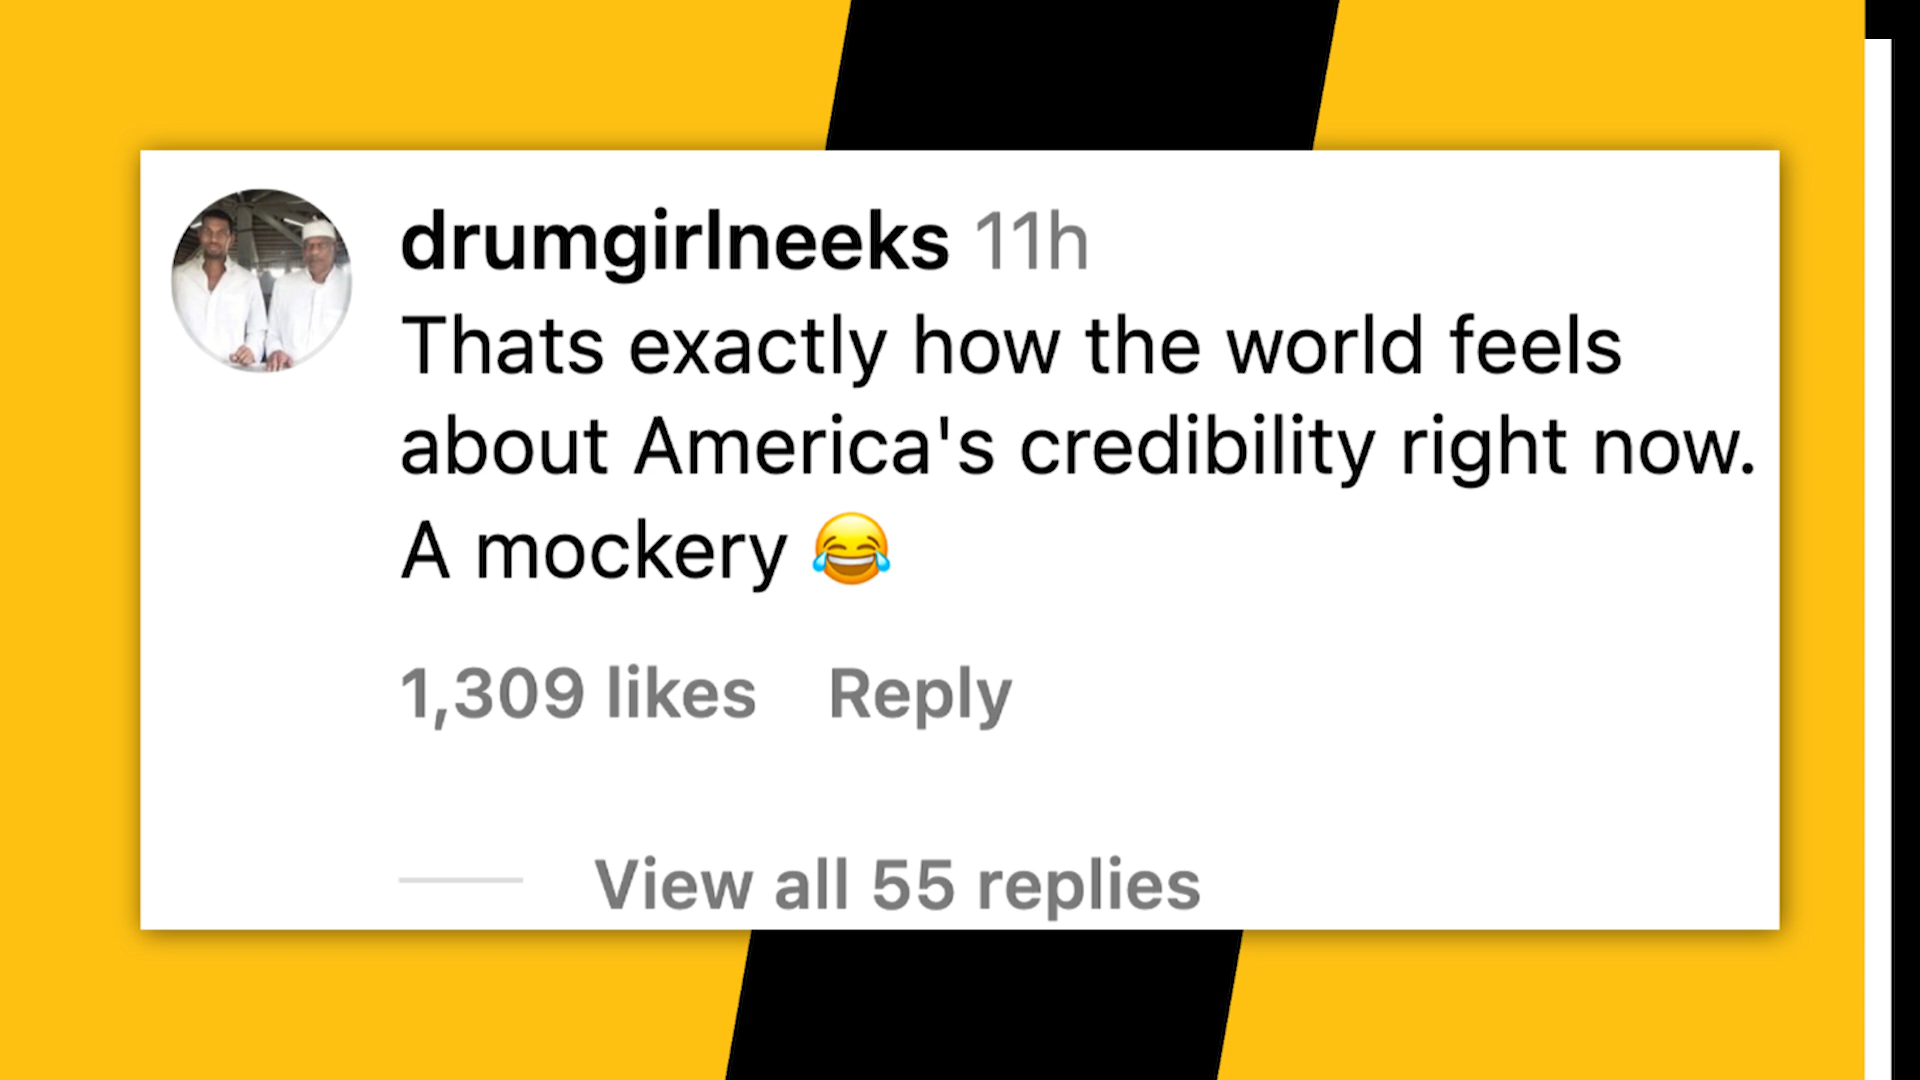 drumgirlneeks 11h
Thats exactly how the world feels
about America's credibility right now.
A mockery 😂
1,309 likes Reply
View all 55 replies